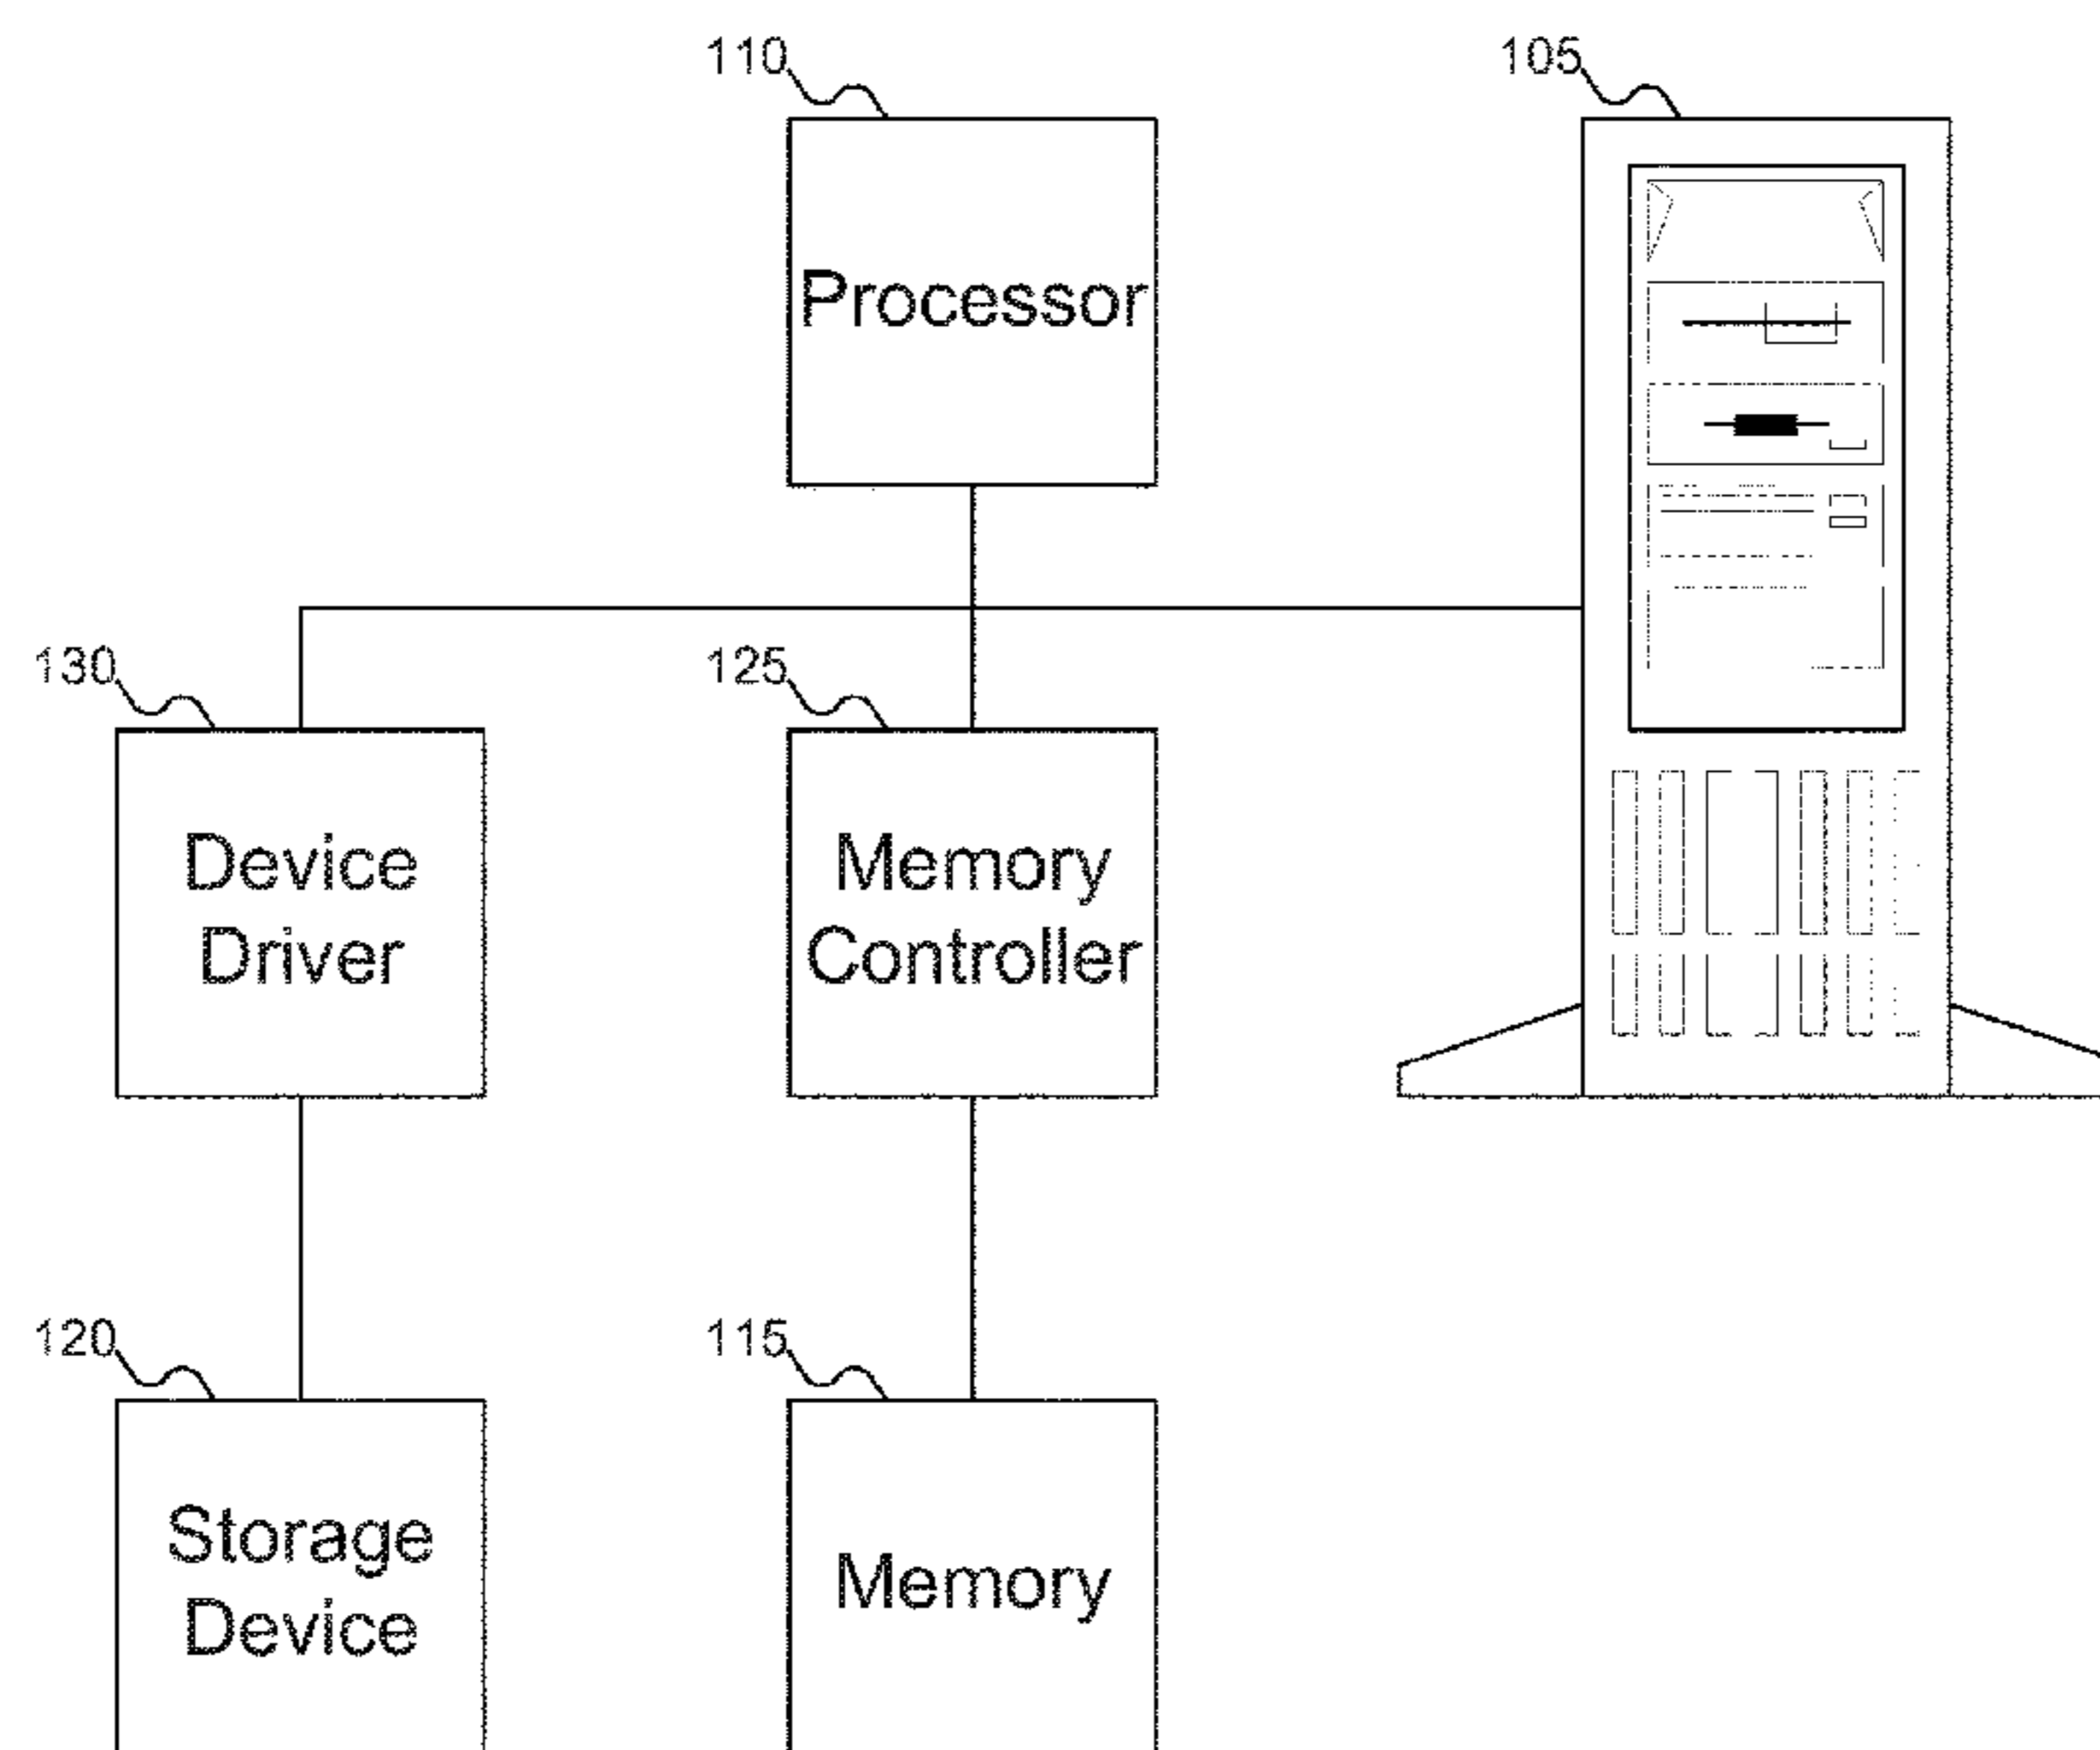 110
105
Processor
130
125
Device
Driver
Memory
Controller
120
115
Storage
Device
Memory